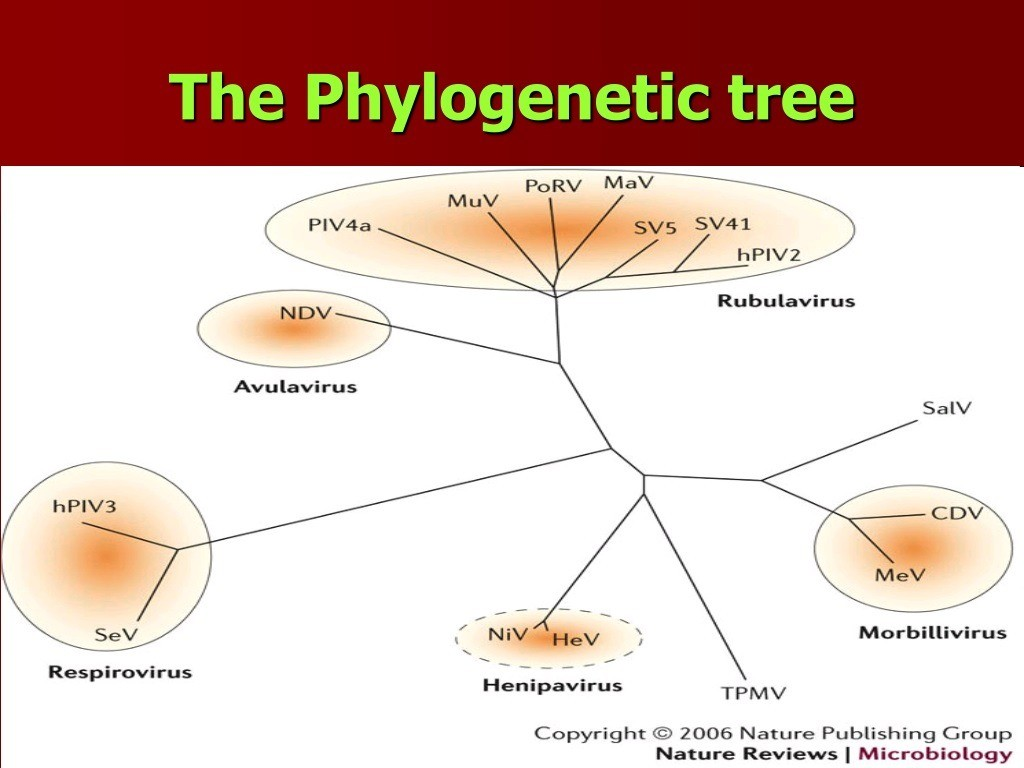 The Phylogenetic tree
PoRV
MaV
MuV
PIV4a
SV5
SV41
hPIV2
Rubulavirus
NDV
Avulavirus
SalV
hPIV3
CDV
MeV
SeV
NiV
HeV
Morbillivirus
Respirovirus
Henipavirus
TPMV
Copyright © 2006 Nature Publishing Group
Nature Reviews | Microbiology